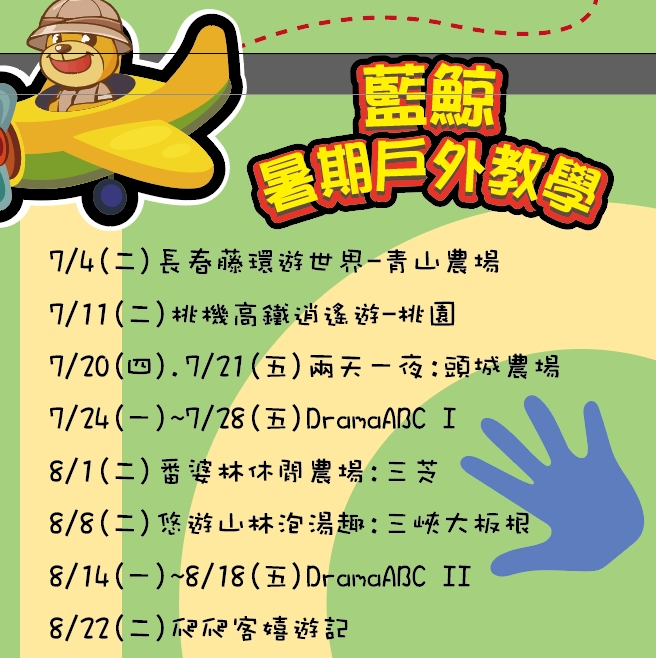 藍鯨
暑期戶外教學
7/4(二)長春藤環遊世界-青山農場
7/11(二)桃機高鐵逍遙遊-桃園
7/20(四).7/21(五)兩天一夜:頭城農場
7/24(一)~7/28(五)DramaABC I
8/1(二)番婆林休閒農場:三芝
8/8(二)悠遊山林泡湯趣:三峽大板根
8/14(一)~8/18(五)DramaABC II
8/22(二)爬爬客嬉遊記